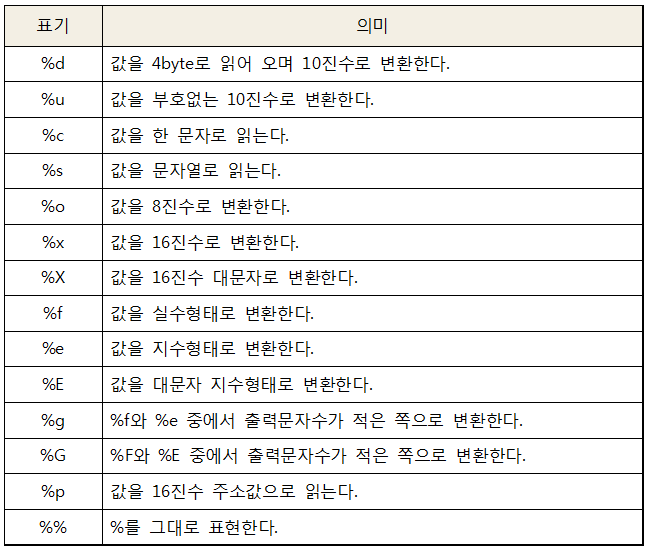 표기 의미
%d 값을 4byte로 읽어 오며 10진수로 변환한다.
%u 값을 부호없는 10진수로 변환한다.
%c 값을 한 문자로 읽는다.
%s 값을 문자열로 읽는다.
%o 값을 8진수로 변환한다.
%x 값을 16진수로 변환한다.
%X 값을 16진수 대문자로 변환한다.
%f 값을 실수형태로 변환한다.
%e 값을 지수형태로 변환한다.
%E 값을 대문자 지수형태로 변환한다.
%g %f와 %e 중에서 출력문자수가 적은 쪽으로 변환한다.
%G %F와 %E 중에서 출력문자수가 적은 쪽으로 변환한다.
%p 값을 16진수 주소값으로 읽는다.
%% %를 그대로 표현한다.